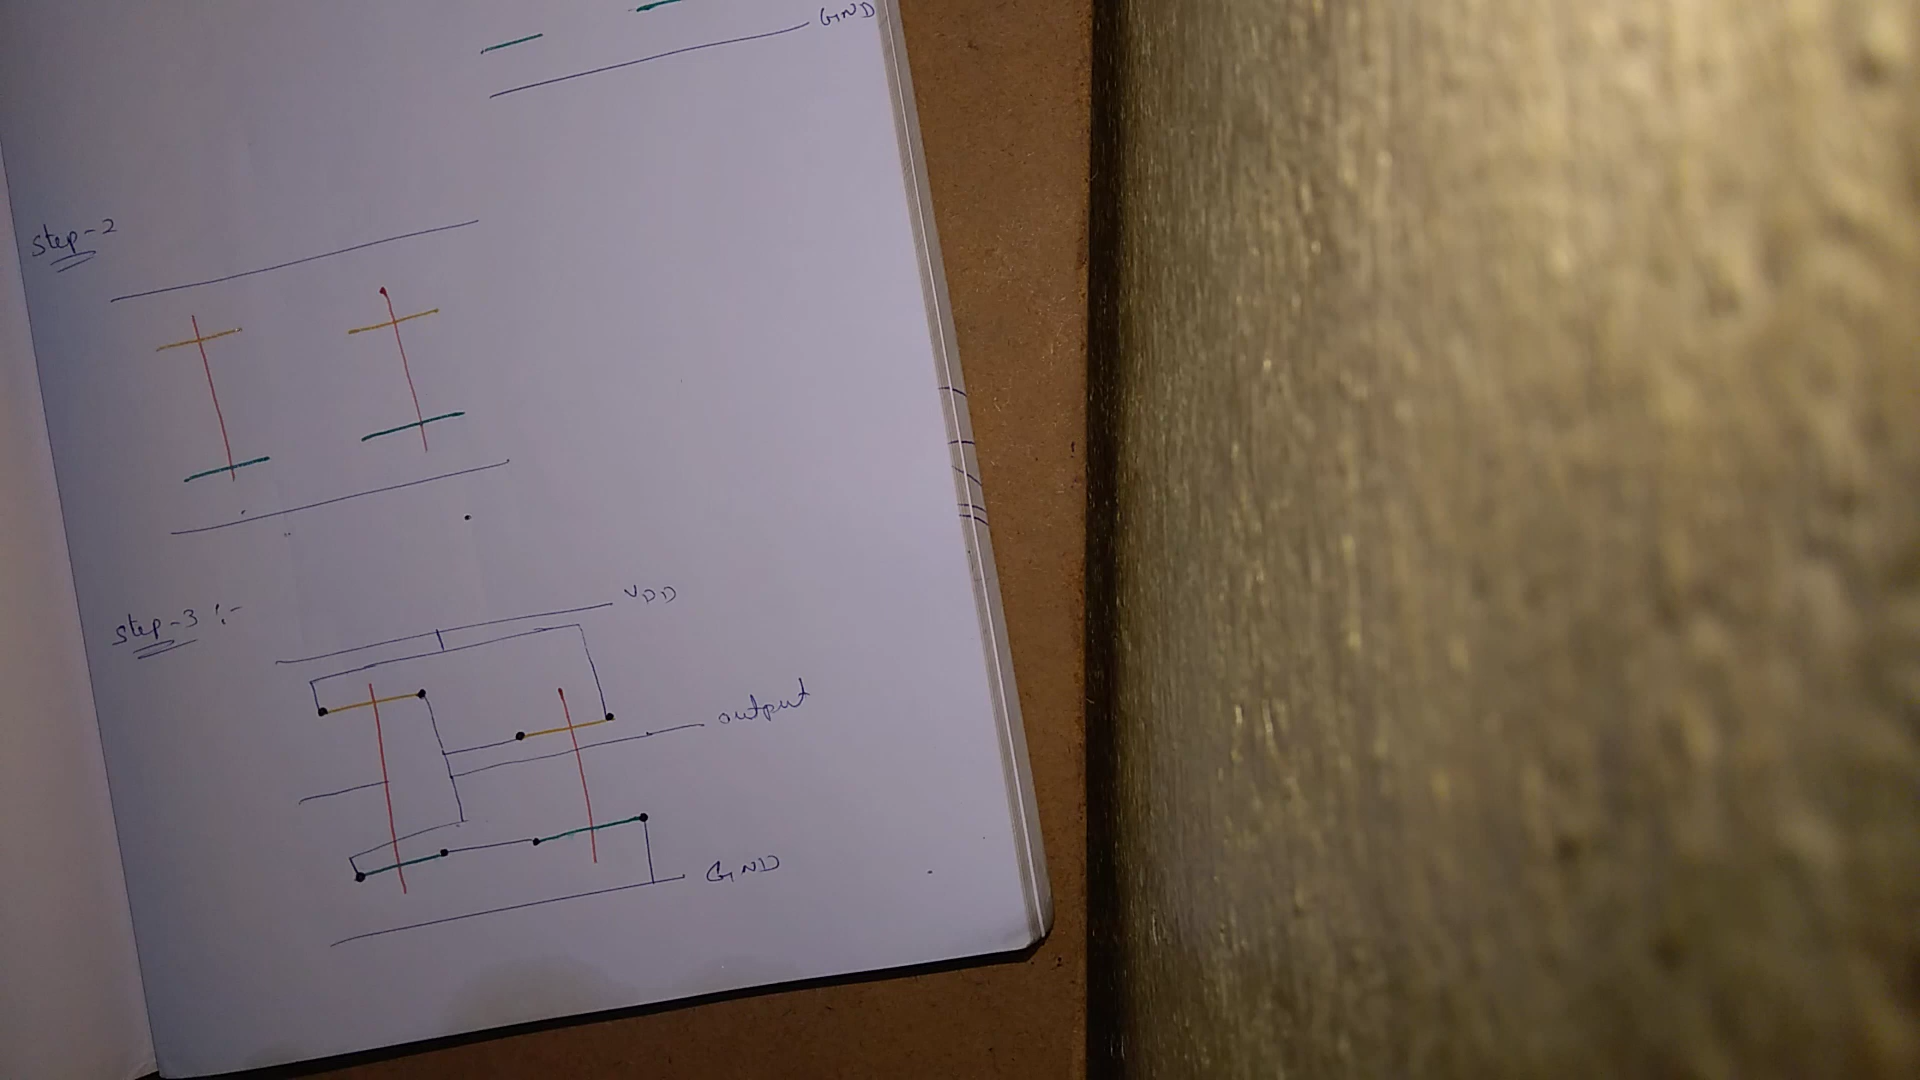 GND
Step-2
Step-3 :-
VDD
output
GND